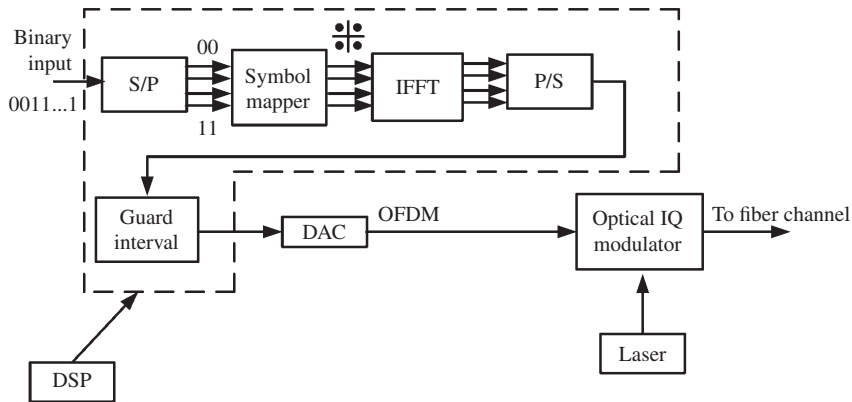 Binary
input
0011...1
S/P
00
11
Symbol
mapper
IFFT
P/S
Guard
interval
DAC
OFDM
Optical IQ
modulator
To fiber channel
DSP
Laser